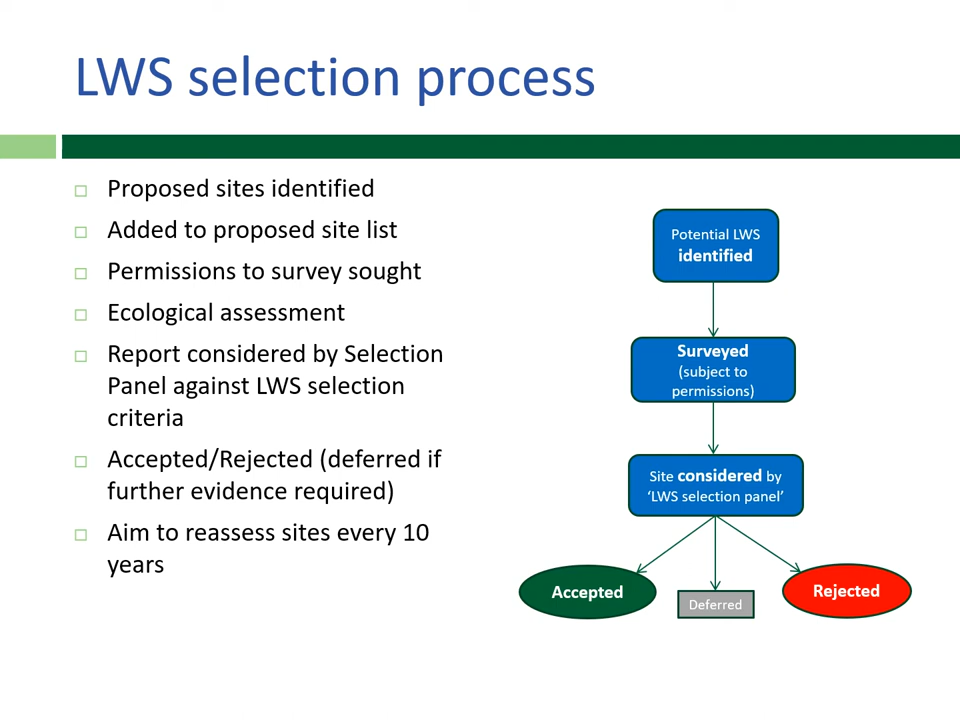 LWS selection process
Proposed sites identified
Added to proposed site list
Permissions to survey sought
Ecological assessment
Report considered by Selection
Panel against LWS selection
criteria
Accepted/Rejected (deferred if
further evidence required)
Aim to reassess sites every 10
years
Potential LWS
identified
Surveyed
(subject to
permissions)
Site considered by
‘LWS selection panel’
Accepted
Deferred
Rejected